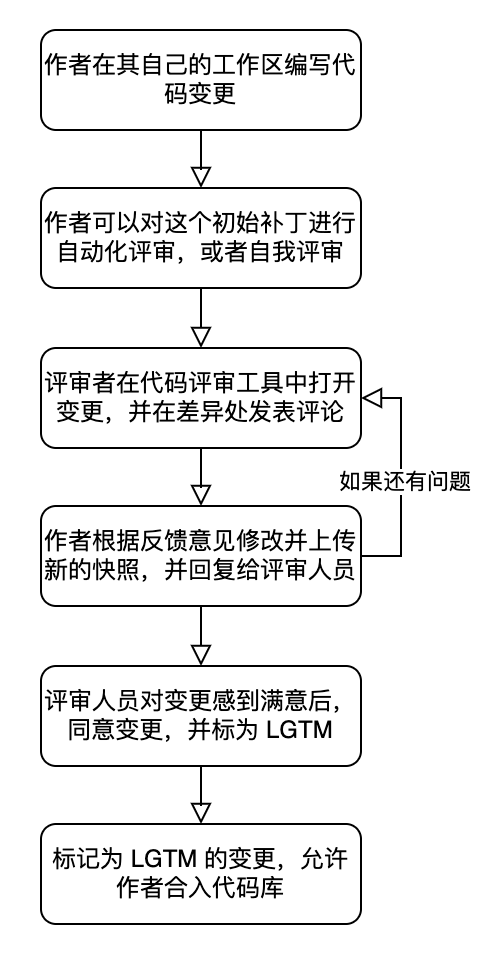 作者在其自己的工作区编写代
码变更
作者可以对这个初始补丁进行
自动化评审，或者自我评审
评审者在代码评审工具中打开
变更，并在差异处发表评论
如果还有问题
作者根据反馈意见修改并上传
新的快照，并回复给评审人员
评审人员对变更感到满意后，
同意变更，并标为 LGTM
标记为 LGTM 的变更，允许
作者合入代码库